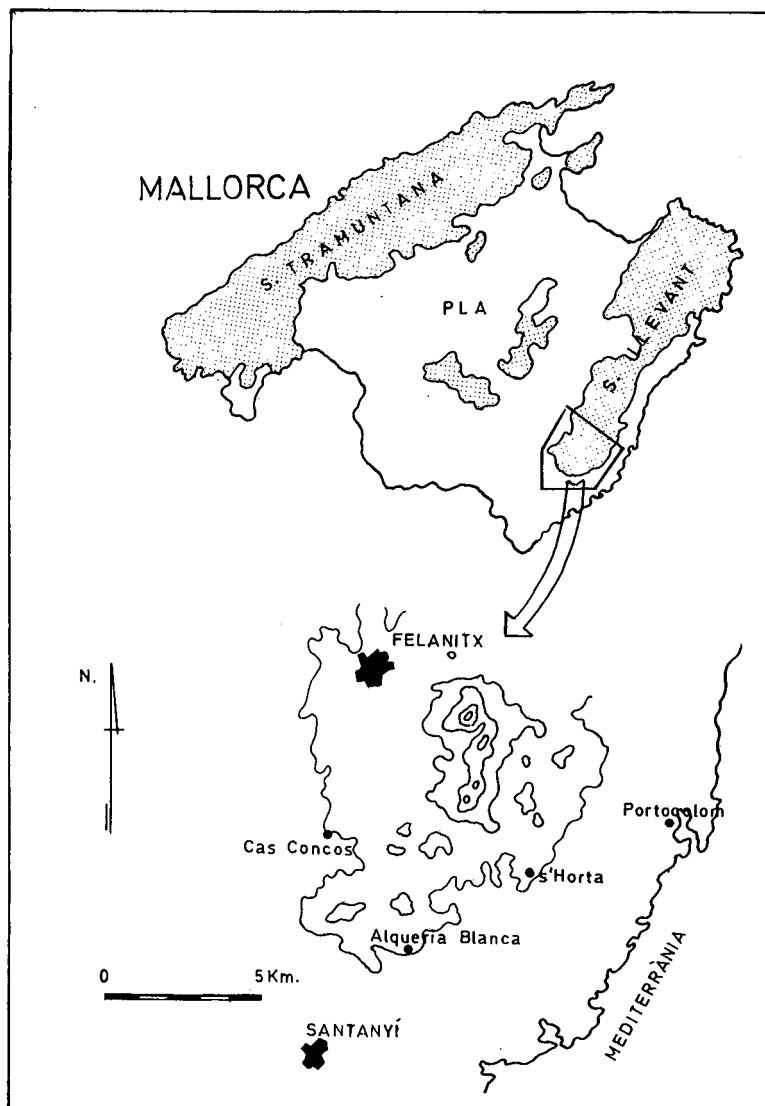 MALLORCA
S. TRAMUNTANA
PLA
S. LLEVANT
FELANITX
N.
Portocolom
Cas Concos
s'Horta
Alqueria Blanca
0 5Km.
MEDITERRÀNIA
SANTANYÍ